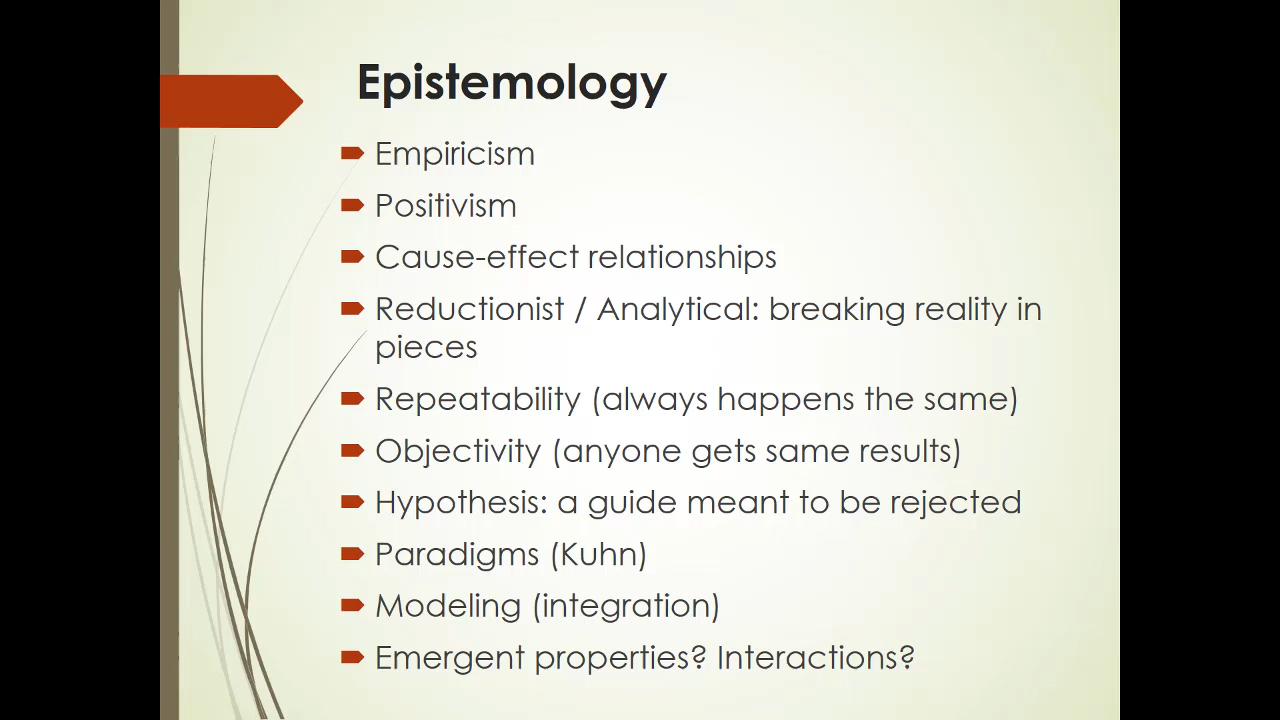 Epistemology
Empiricism
Positivism
Cause-effect relationships
Reductionist / Analytical: breaking reality in
pieces
Repeatability (always happens the same)
Objectivity (anyone gets same results)
Hypothesis: a guide meant to be rejected
Paradigms (Kuhn)
Modeling (integration)
Emergent properties? Interactions?